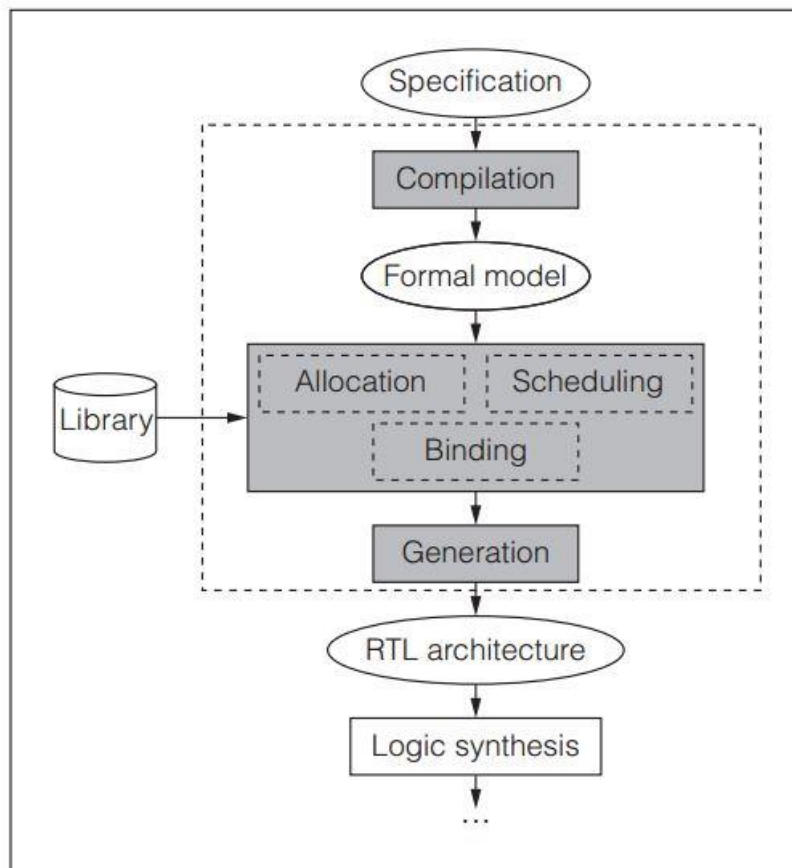 Specification
Compilation
Formal model
Allocation
Scheduling
Library
Binding
Generation
RTL architecture
Logic synthesis
...